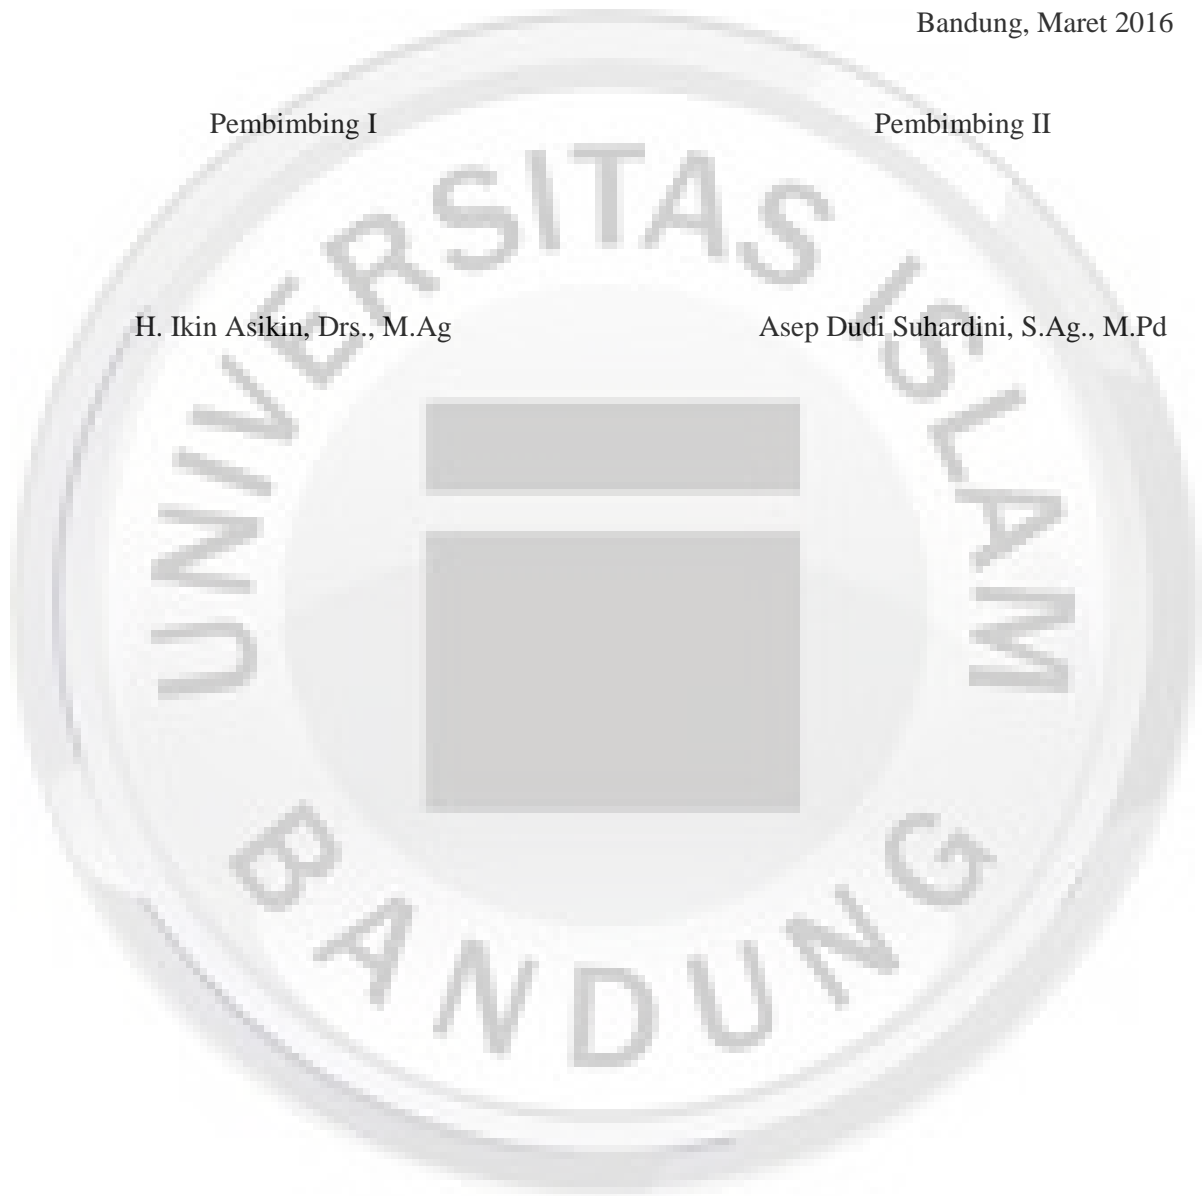 Bandung, Maret 2016
Pembimbing I Pembimbing II
H. Ikin Asikin, Drs., M.Ag Asep Dudi Suhardini, S.Ag., M.Pd
UNIVERSITAS ISLAM
BANDUNG